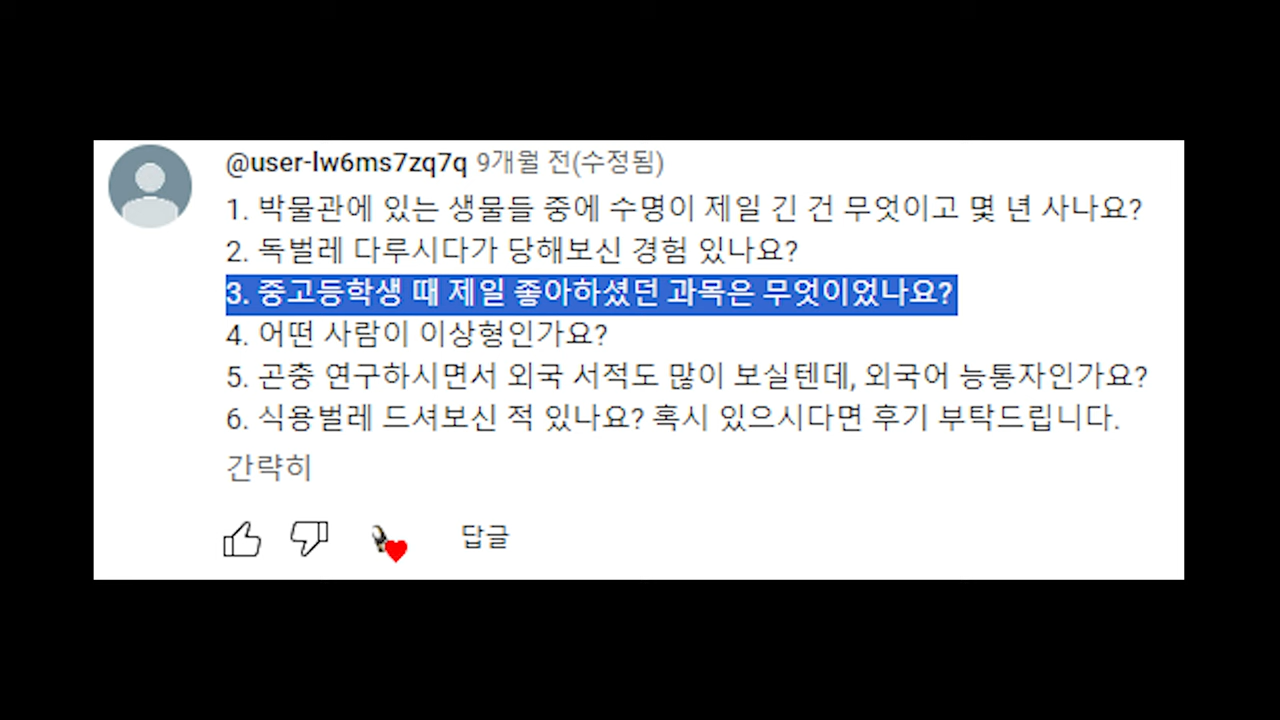 @user-lw6ms7zq7q 9개월 전(수정됨)
1. 박물관에 있는 생물들 중에 수명이 제일 긴 건 무엇이고 몇 년 사나요?
2. 독벌레 다루시다가 당해보신 경험 있나요?
3. 중고등학생 때 제일 좋아하셨던 과목은 무엇이었나요?
4. 어떤 사람이 이상형인가요?
5. 곤충 연구하시면서 외국 서적도 많이 보실텐데, 외국어 능통자인가요?
6. 식용벌레 드셔보신 적 있나요? 혹시 있으시다면 후기 부탁드립니다.
간략히
답글